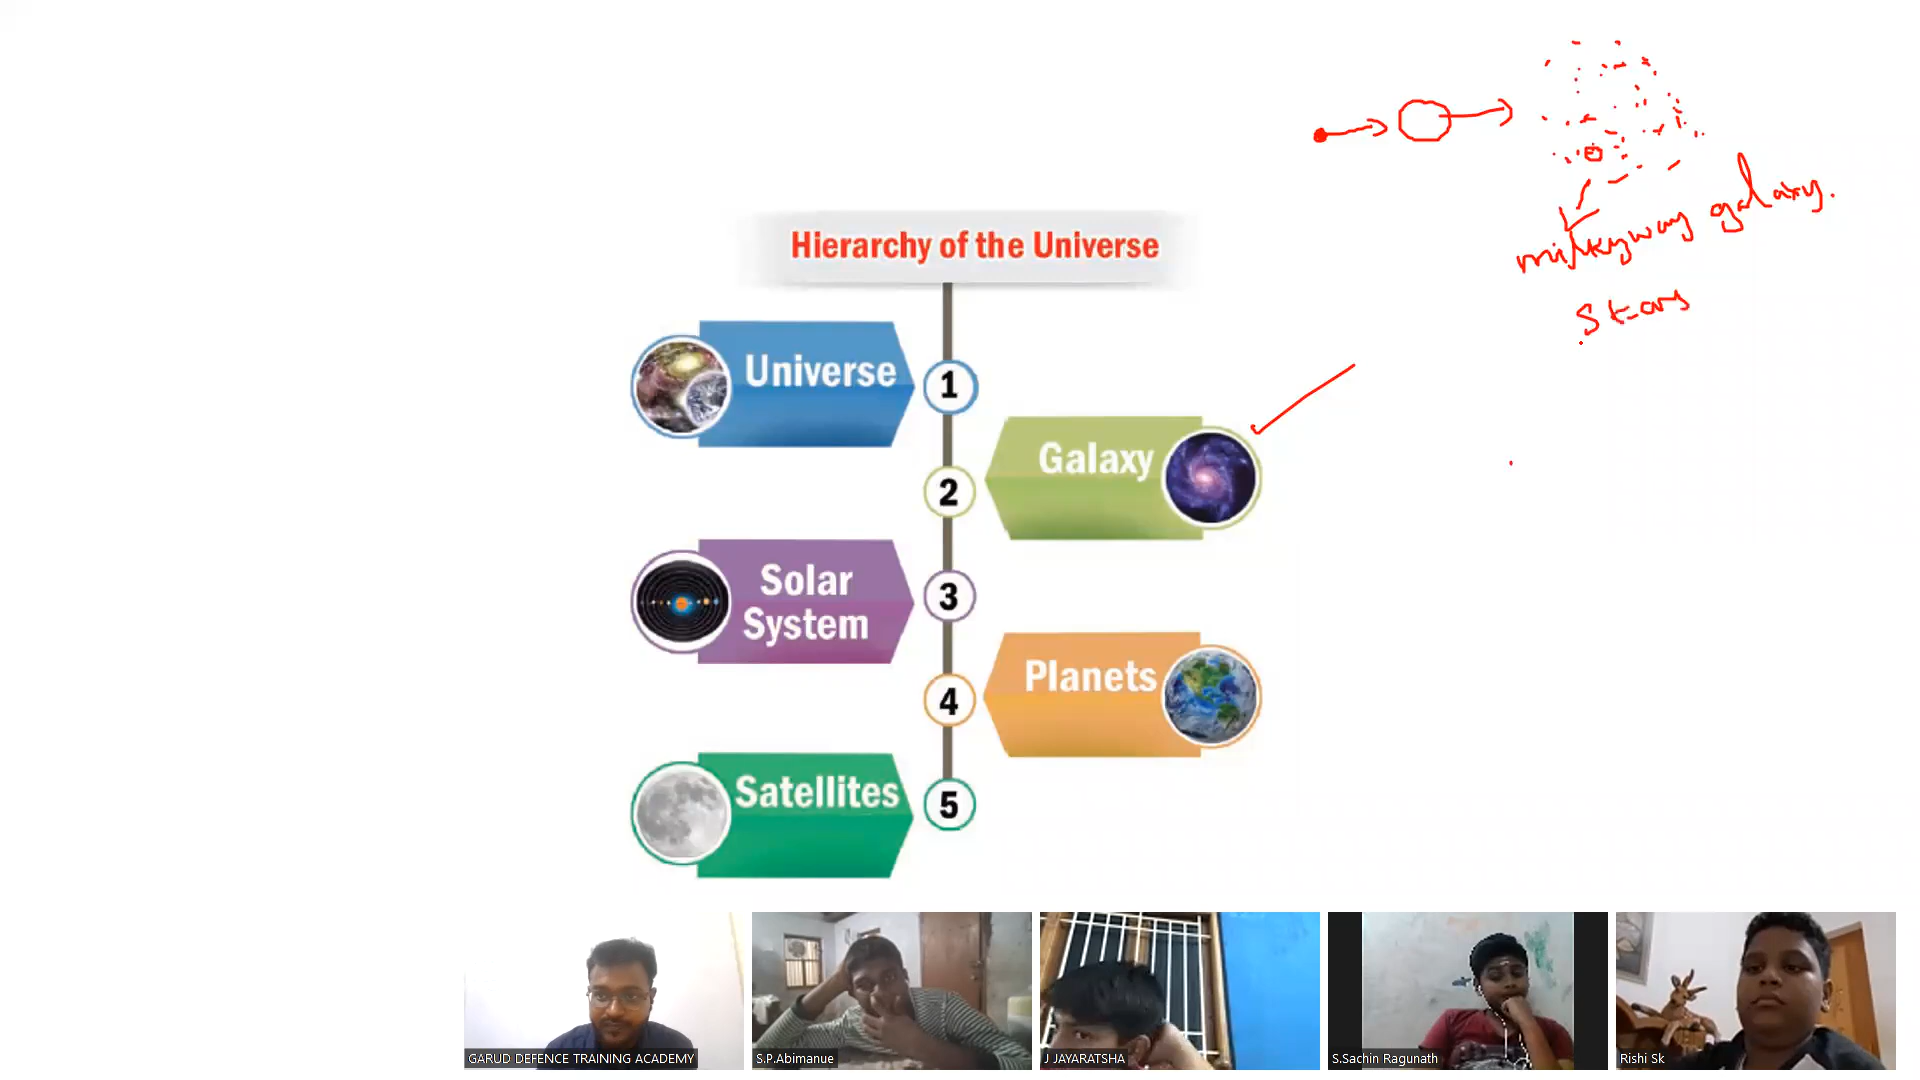 milkyway galaxy.
Stars
Hierarchy of the Universe
Universe
1
Galaxy
2
Solar
System
3
Planets
4
Satellites
5
GARUD DEFENCE TRAINING ACADEMY
S.P.Abimanue
J JAYARATSHA
S.Sachin Ragunath
Rishi Sk